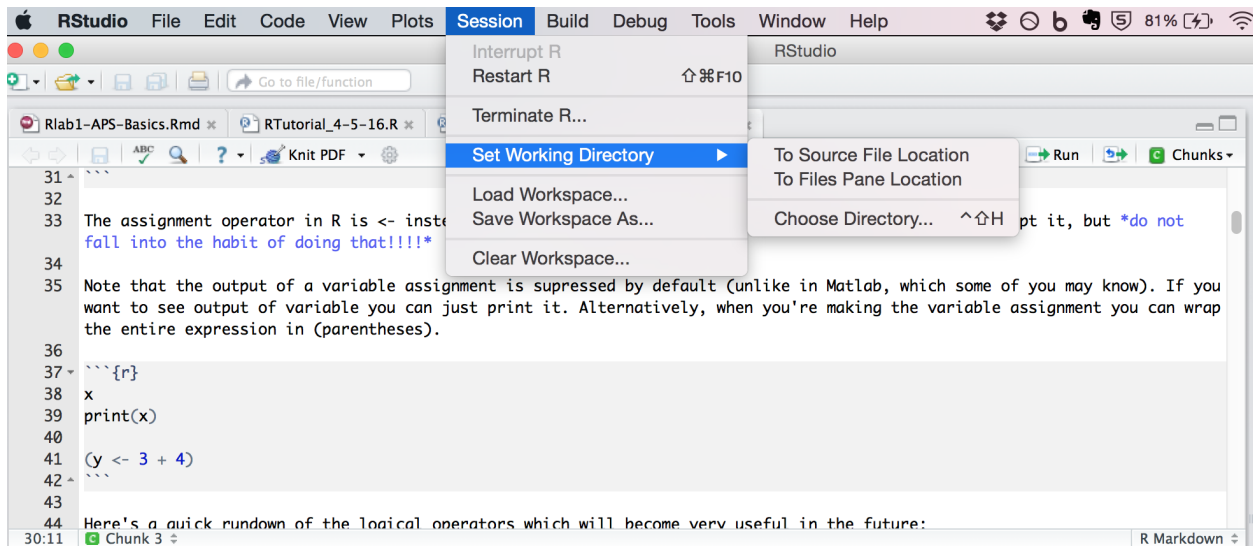 RStudio File Edit Code View Plots Session Build Debug Tools Window Help 81%
RStudio
Interrupt R
Restart R ⇧⌘F10
Terminate R...
Set Working Directory ▶
Load Workspace...
Save Workspace As...
Clear Workspace...
To Source File Location
To Files Pane Location
Choose Directory... ^⇧H
Go to file/function
Rlab1-APS-Basics.Rmd × RTutorial_4-5-16.R ×
ABC ? Knit PDF Run Chunks
31 ```
32
33 The assignment operator in R is <- inste pt it, but *do not
fall into the habit of doing that!!!!*
34
35 Note that the output of a variable assignment is supressed by default (unlike in Matlab, which some of you may know). If you
want to see output of variable you can just print it. Alternatively, when you're making the variable assignment you can wrap
the entire expression in (parentheses).
36
37 ```{r}
38 x
39 print(x)
40
41 (y <- 3 + 4)
42 ```
43
44 Here's a quick rundown of the logical operators which will become very useful in the future:
30:11 C Chunk 3 R Markdown